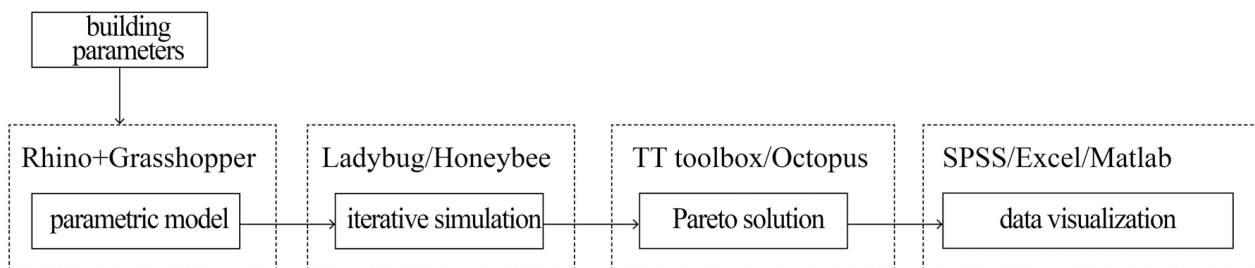 building
parameters
Rhino+Grasshopper
Ladybug/Honeybee
TT toolbox/Octopus
SPSS/Excel/Matlab
parametric model
iterative simulation
Pareto solution
data visualization